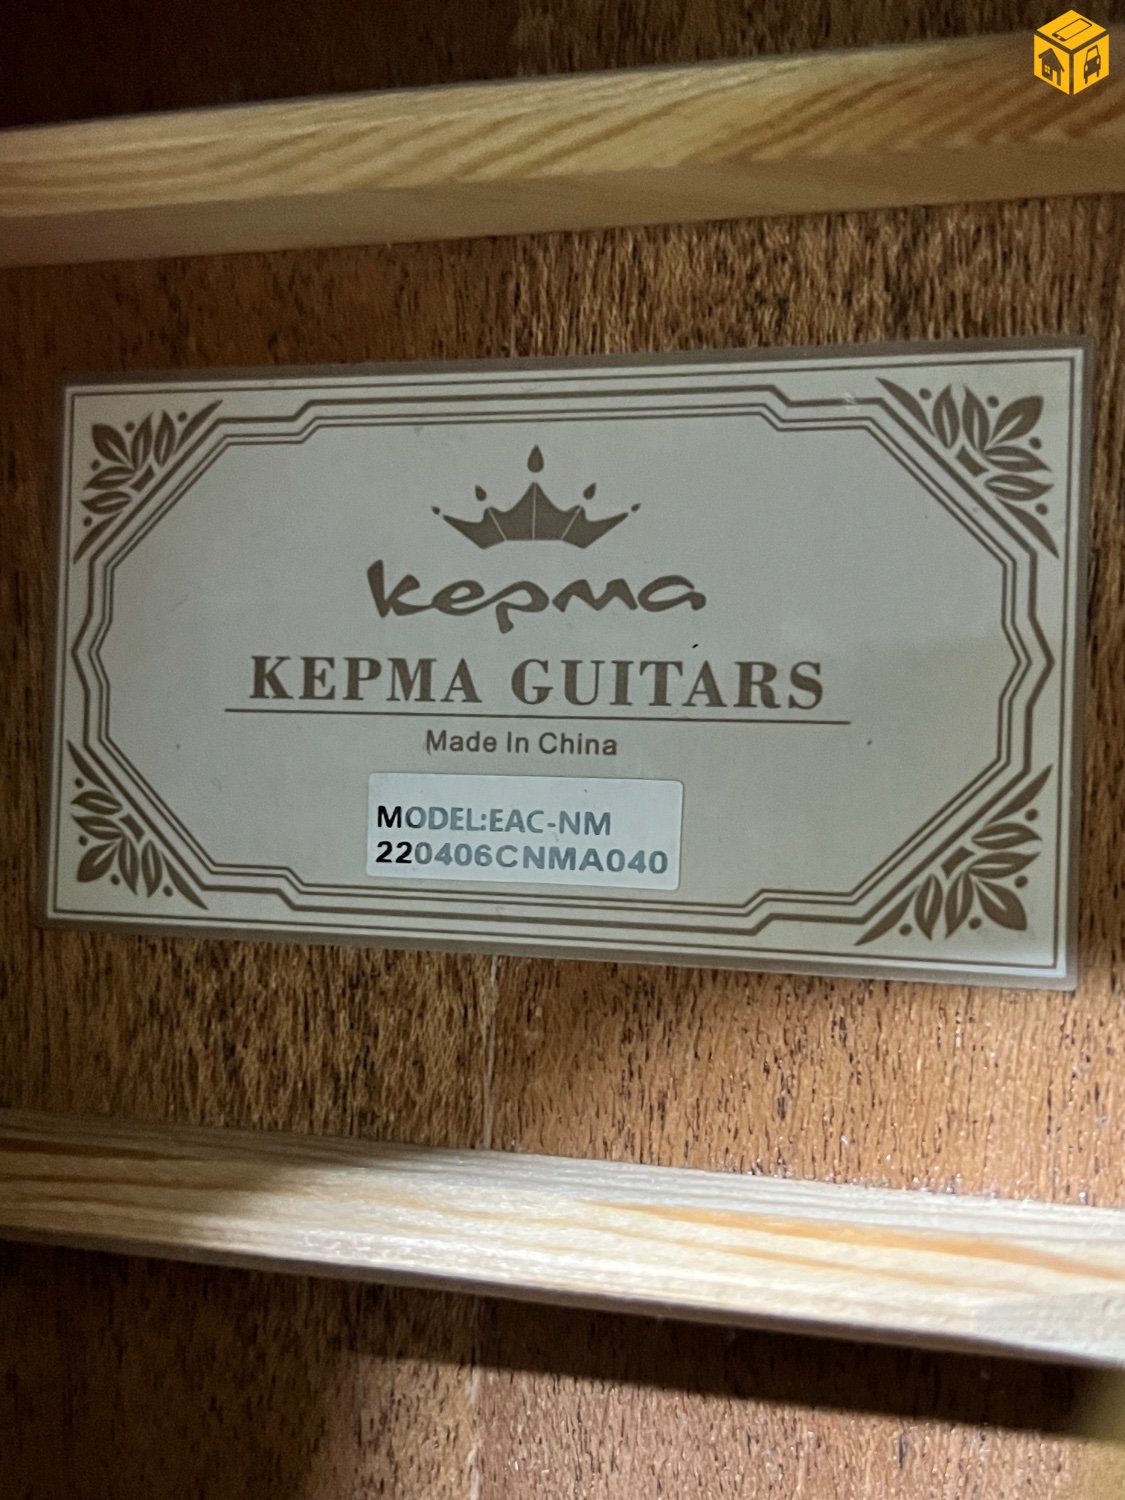 kepma
KEPMA GUITARS
Made In China
MODEL:EAC-NM
220406CNMA040